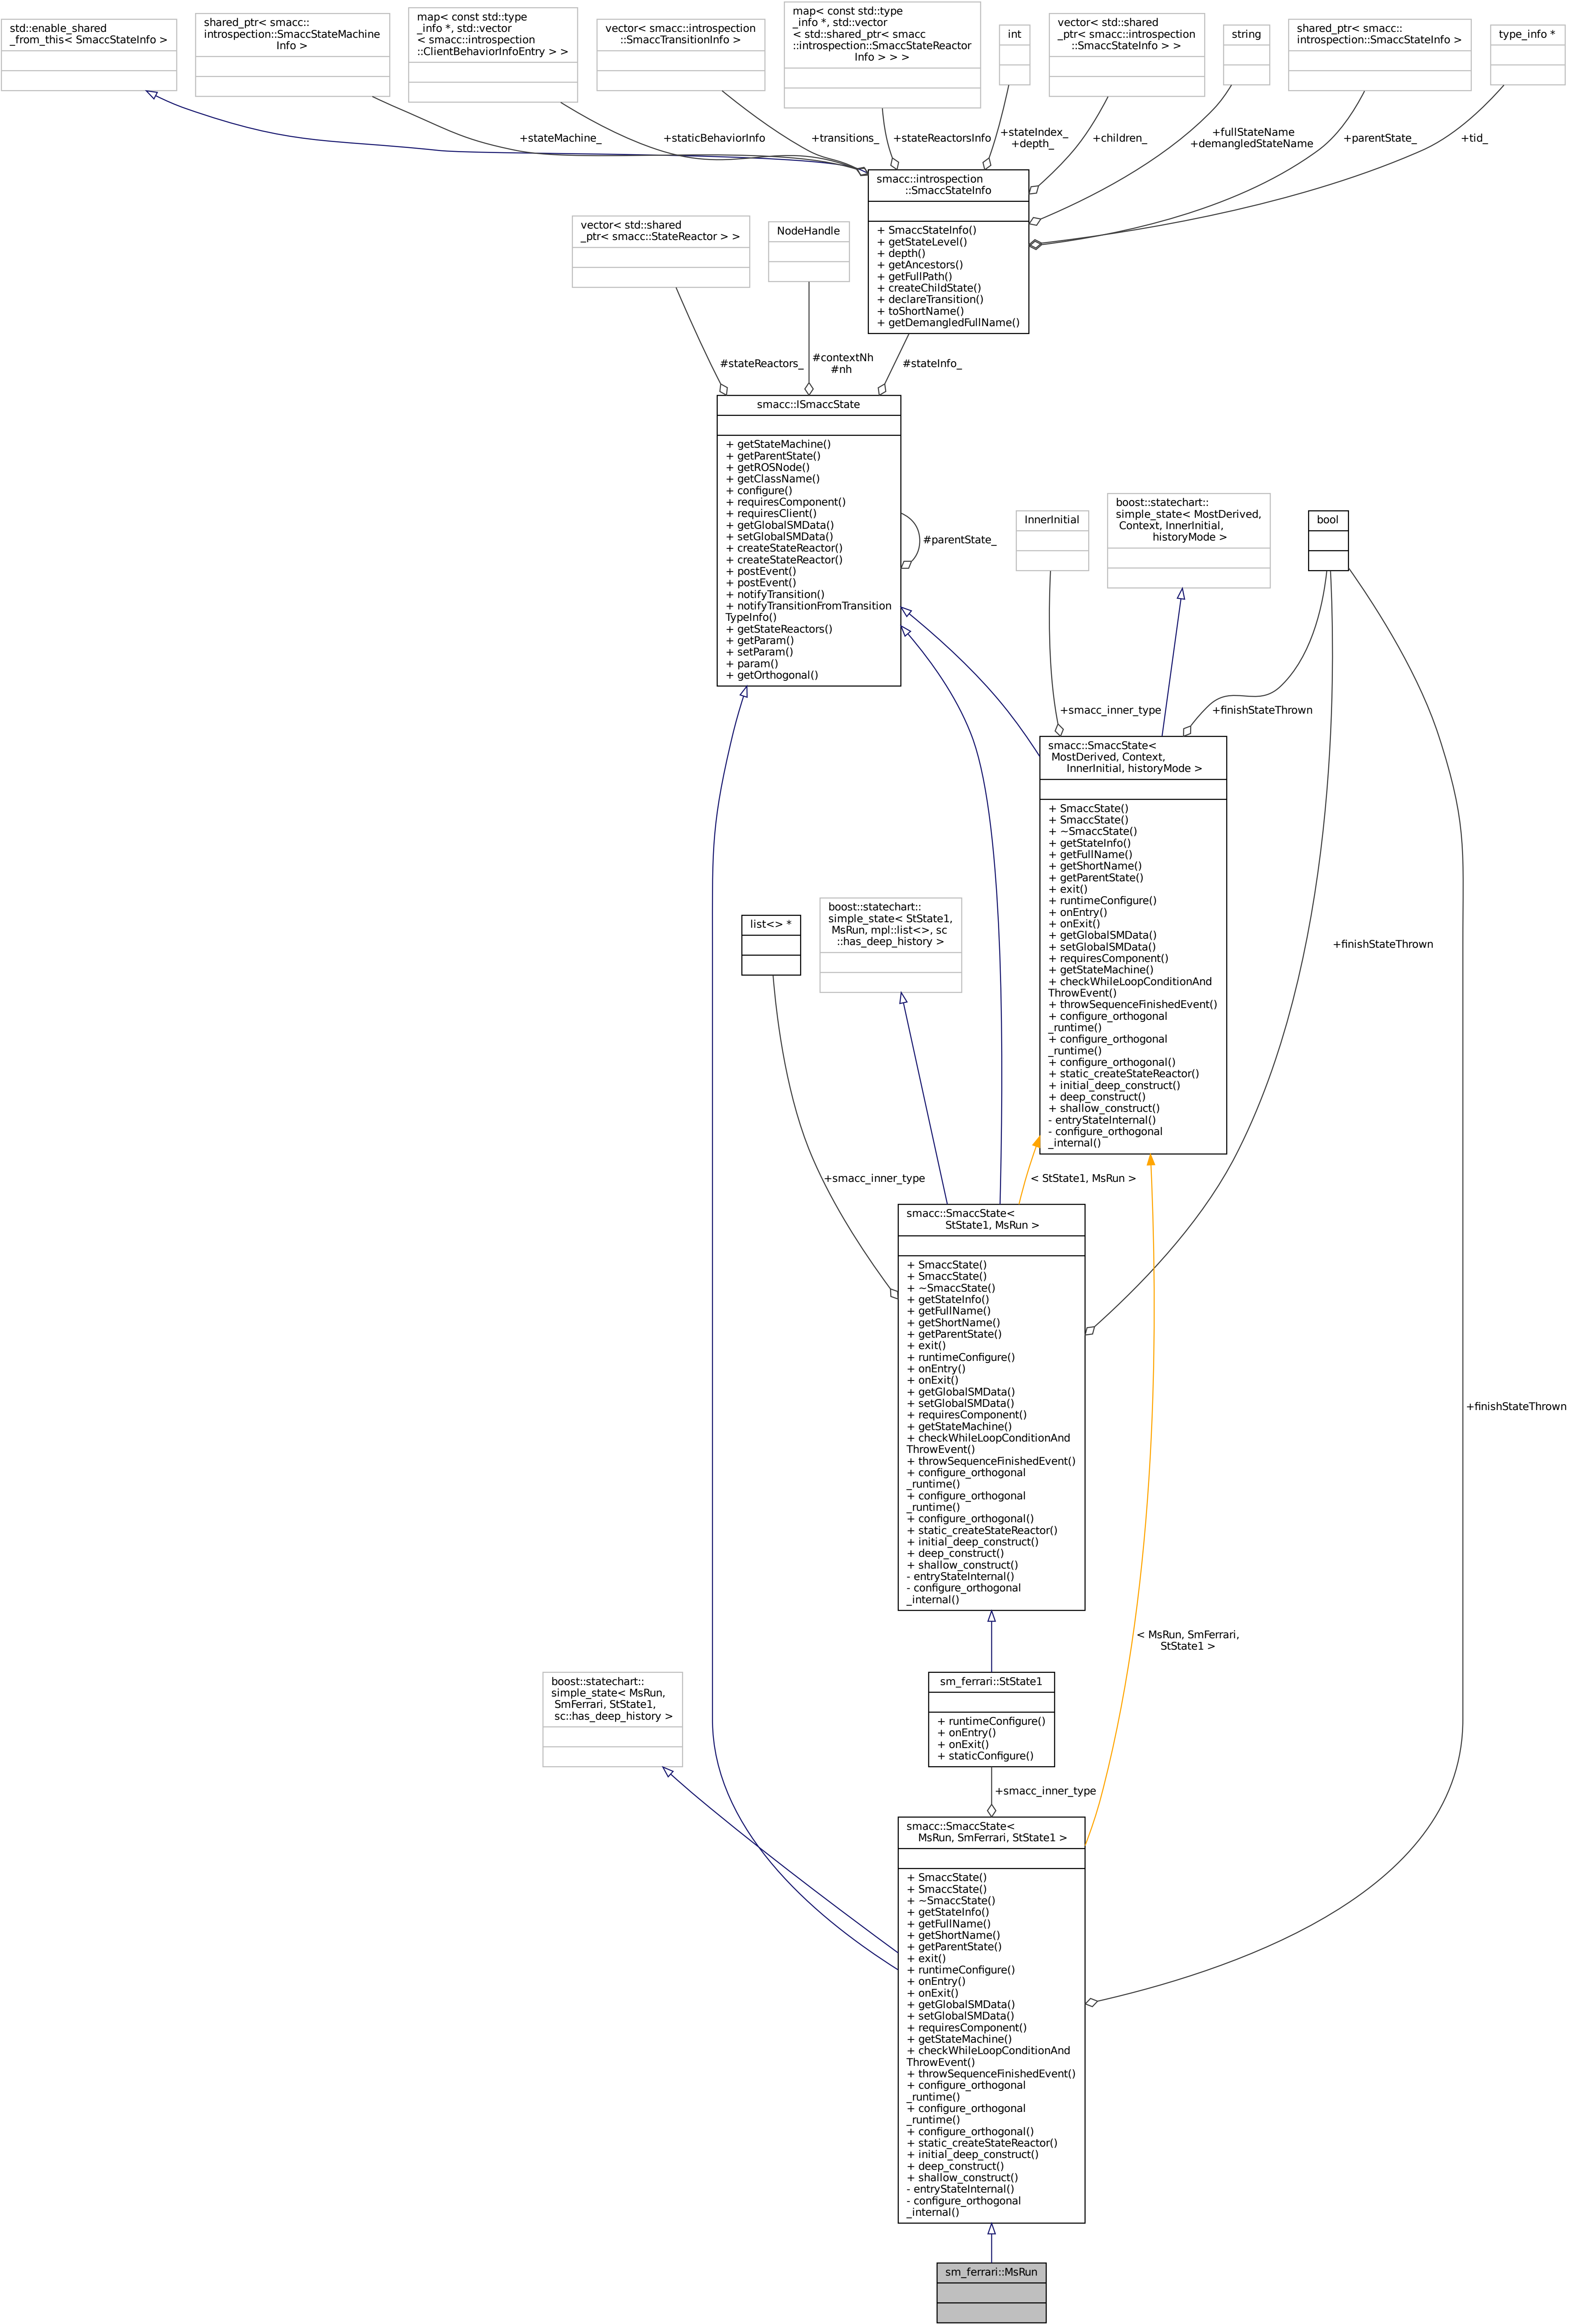 std::enable_shared
_from_this< SmaccStateInfo >
shared_ptr< smacc::
introspection::SmaccStateMachine
Info >
map< const std::type
_info *, std::vector
< smacc::introspection
::ClientBehaviorInfoEntry > >
vector< smacc::introspection
::SmaccTransitionInfo >
map< const std::type
_info *, std::vector
< std::shared_ptr< smacc
::introspection::SmaccStateReactor
Info > > >
int
vector< std::shared
_ptr< smacc::introspection
::SmaccStateInfo > >
string
shared_ptr< smacc::
introspection::SmaccStateInfo >
type_info *
+stateMachine_
+staticBehaviorInfo
+transitions_
+stateReactorsInfo
+stateIndex_
+depth_
+children_
+fullStateName
+demangledStateName
+parentState_
+tid_
smacc::introspection
::SmaccStateInfo
+ SmaccStateInfo()
+ getStateLevel()
+ depth()
+ getAncestors()
+ getFullPath()
+ createChildState()
+ declareTransition()
+ toShortName()
+ getDemangledFullName()
vector< std::shared
_ptr< smacc::StateReactor > >
NodeHandle
#stateReactors_
#contextNh
#nh
#stateInfo_
smacc::ISmaccState
+ getStateMachine()
+ getParentState()
+ getROSNode()
+ getClassName()
+ configure()
+ requiresComponent()
+ requiresClient()
+ getGlobalSMData()
+ setGlobalSMData()
+ createStateReactor()
+ createStateReactor()
+ postEvent()
+ postEvent()
+ notifyTransition()
+ notifyTransitionFromTransition
TypeInfo()
+ getStateReactors()
+ getParam()
+ setParam()
+ param()
+ getOrthogonal()
#parentState_
InnerInitial
boost::statechart::
simple_state< MostDerived,
Context, InnerInitial,
historyMode >
bool
+smacc_inner_type
+finishStateThrown
smacc::SmaccState<
MostDerived, Context,
InnerInitial, historyMode >
+ SmaccState()
+ SmaccState()
+ ~SmaccState()
+ getStateInfo()
+ getFullName()
+ getShortName()
+ getParentState()
+ exit()
+ runtimeConfigure()
+ onEntry()
+ onExit()
+ getGlobalSMData()
+ setGlobalSMData()
+ requiresComponent()
+ getStateMachine()
+ checkWhileLoopConditionAnd
ThrowEvent()
+ throwSequenceFinishedEvent()
+ configure_orthogonal
_runtime()
+ configure_orthogonal
_runtime()
+ configure_orthogonal()
+ static_createStateReactor()
+ initial_deep_construct()
+ deep_construct()
+ shallow_construct()
- entryStateInternal()
- configure_orthogonal
_internal()
list<> *
boost::statechart::
simple_state< StState1,
MsRun, mpl::list<>, sc
::has_deep_history >
+finishStateThrown
+smacc_inner_type
< StState1, MsRun >
smacc::SmaccState<
StState1, MsRun >
+ SmaccState()
+ SmaccState()
+ ~SmaccState()
+ getStateInfo()
+ getFullName()
+ getShortName()
+ getParentState()
+ exit()
+ runtimeConfigure()
+ onEntry()
+ onExit()
+ getGlobalSMData()
+ setGlobalSMData()
+ requiresComponent()
+ getStateMachine()
+ checkWhileLoopConditionAnd
ThrowEvent()
+ throwSequenceFinishedEvent()
+ configure_orthogonal
_runtime()
+ configure_orthogonal
_runtime()
+ configure_orthogonal()
+ static_createStateReactor()
+ initial_deep_construct()
+ deep_construct()
+ shallow_construct()
- entryStateInternal()
- configure_orthogonal
_internal()
+finishStateThrown
< MsRun, SmFerrari,
StState1 >
boost::statechart::
simple_state< MsRun,
SmFerrari, StState1,
sc::has_deep_history >
sm_ferrari::StState1
+ runtimeConfigure()
+ onEntry()
+ onExit()
+ staticConfigure()
+smacc_inner_type
smacc::SmaccState<
MsRun, SmFerrari, StState1 >
+ SmaccState()
+ SmaccState()
+ ~SmaccState()
+ getStateInfo()
+ getFullName()
+ getShortName()
+ getParentState()
+ exit()
+ runtimeConfigure()
+ onEntry()
+ onExit()
+ getGlobalSMData()
+ setGlobalSMData()
+ requiresComponent()
+ getStateMachine()
+ checkWhileLoopConditionAnd
ThrowEvent()
+ throwSequenceFinishedEvent()
+ configure_orthogonal
_runtime()
+ configure_orthogonal
_runtime()
+ configure_orthogonal()
+ static_createStateReactor()
+ initial_deep_construct()
+ deep_construct()
+ shallow_construct()
- entryStateInternal()
- configure_orthogonal
_internal()
sm_ferrari::MsRun